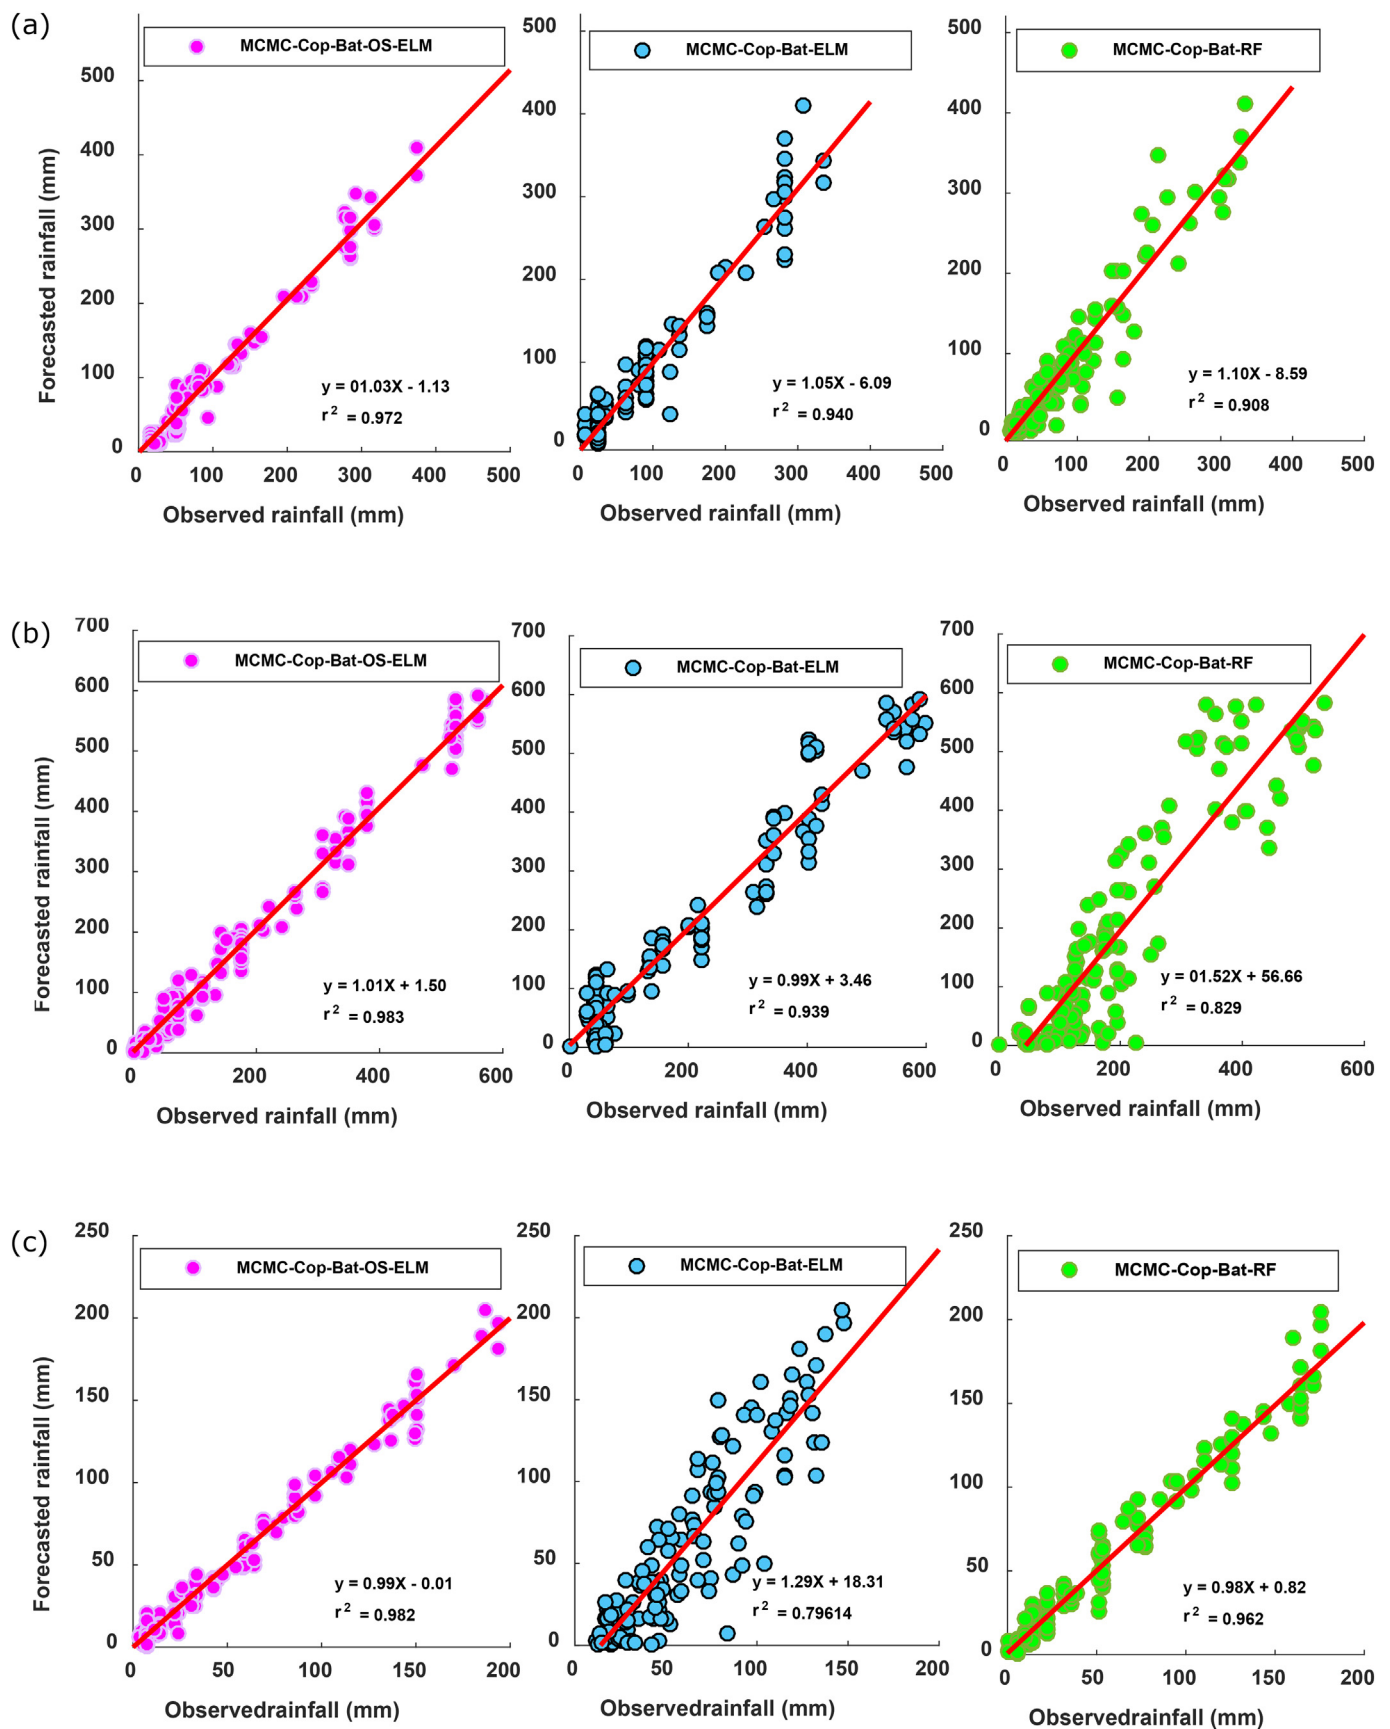 (a)
MCMC-Cop-Bat-OS-ELM
500
400
300
200
100
0
Forecasted rainfall (mm)
y = 01.03X - 1.13
r 2 = 0.972
0 100 200 300 400 500
Observed rainfall (mm)
MCMC-Cop-Bat-ELM
500
400
300
200
100
0
y = 1.05X - 6.09
r 2 = 0.940
0 100 200 300 400 500
Observed rainfall (mm)
MCMC-Cop-Bat-RF
500
400
300
200
100
0
y = 1.10X - 8.59
r 2 = 0.908
0 100 200 300 400 500
Observed rainfall (mm)
(b)
MCMC-Cop-Bat-OS-ELM
700
600
500
400
300
200
100
0
Forecasted rainfall (mm)
y = 1.01X + 1.50
r 2 = 0.983
0 200 400 600
Observed rainfall (mm)
MCMC-Cop-Bat-ELM
700
600
500
400
300
200
100
0
y = 0.99X + 3.46
r 2 = 0.939
0 200 400 600
Observed rainfall (mm)
MCMC-Cop-Bat-RF
700
600
500
400
300
200
100
0
y = 01.52X + 56.66
r 2 = 0.829
0 200 400 600
Observed rainfall (mm)
(c)
MCMC-Cop-Bat-OS-ELM
250
200
150
100
50
0
Forecasted rainfall (mm)
y = 0.99X - 0.01
r 2 = 0.982
0 50 100 150 200
Observedrainfall (mm)
MCMC-Cop-Bat-ELM
250
200
150
100
50
0
y = 1.29X + 18.31
r 2 = 0.79614
0 50 100 150 200
Observedrainfall (mm)
MCMC-Cop-Bat-RF
250
200
150
100
50
0
y = 0.98X + 0.82
r 2 = 0.962
0 50 100 150 200
Observedrainfall (mm)